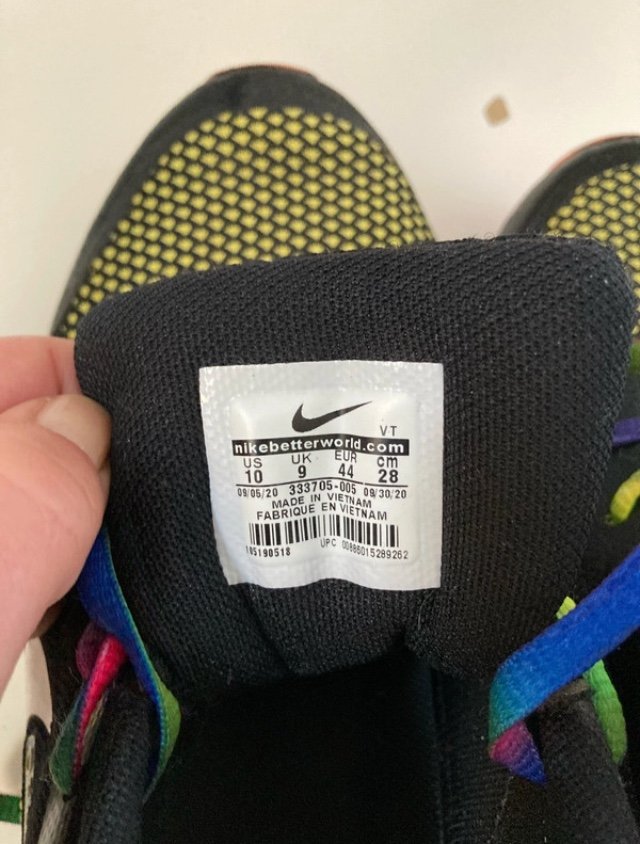 VT
nikebetterworld.com
US UK EUR cm
10 9 44 28
09/05/20 333705-005 09/30/20
MADE IN VIETNAM
FABRIQUE EN VIETNAM
UPC 00886015289262